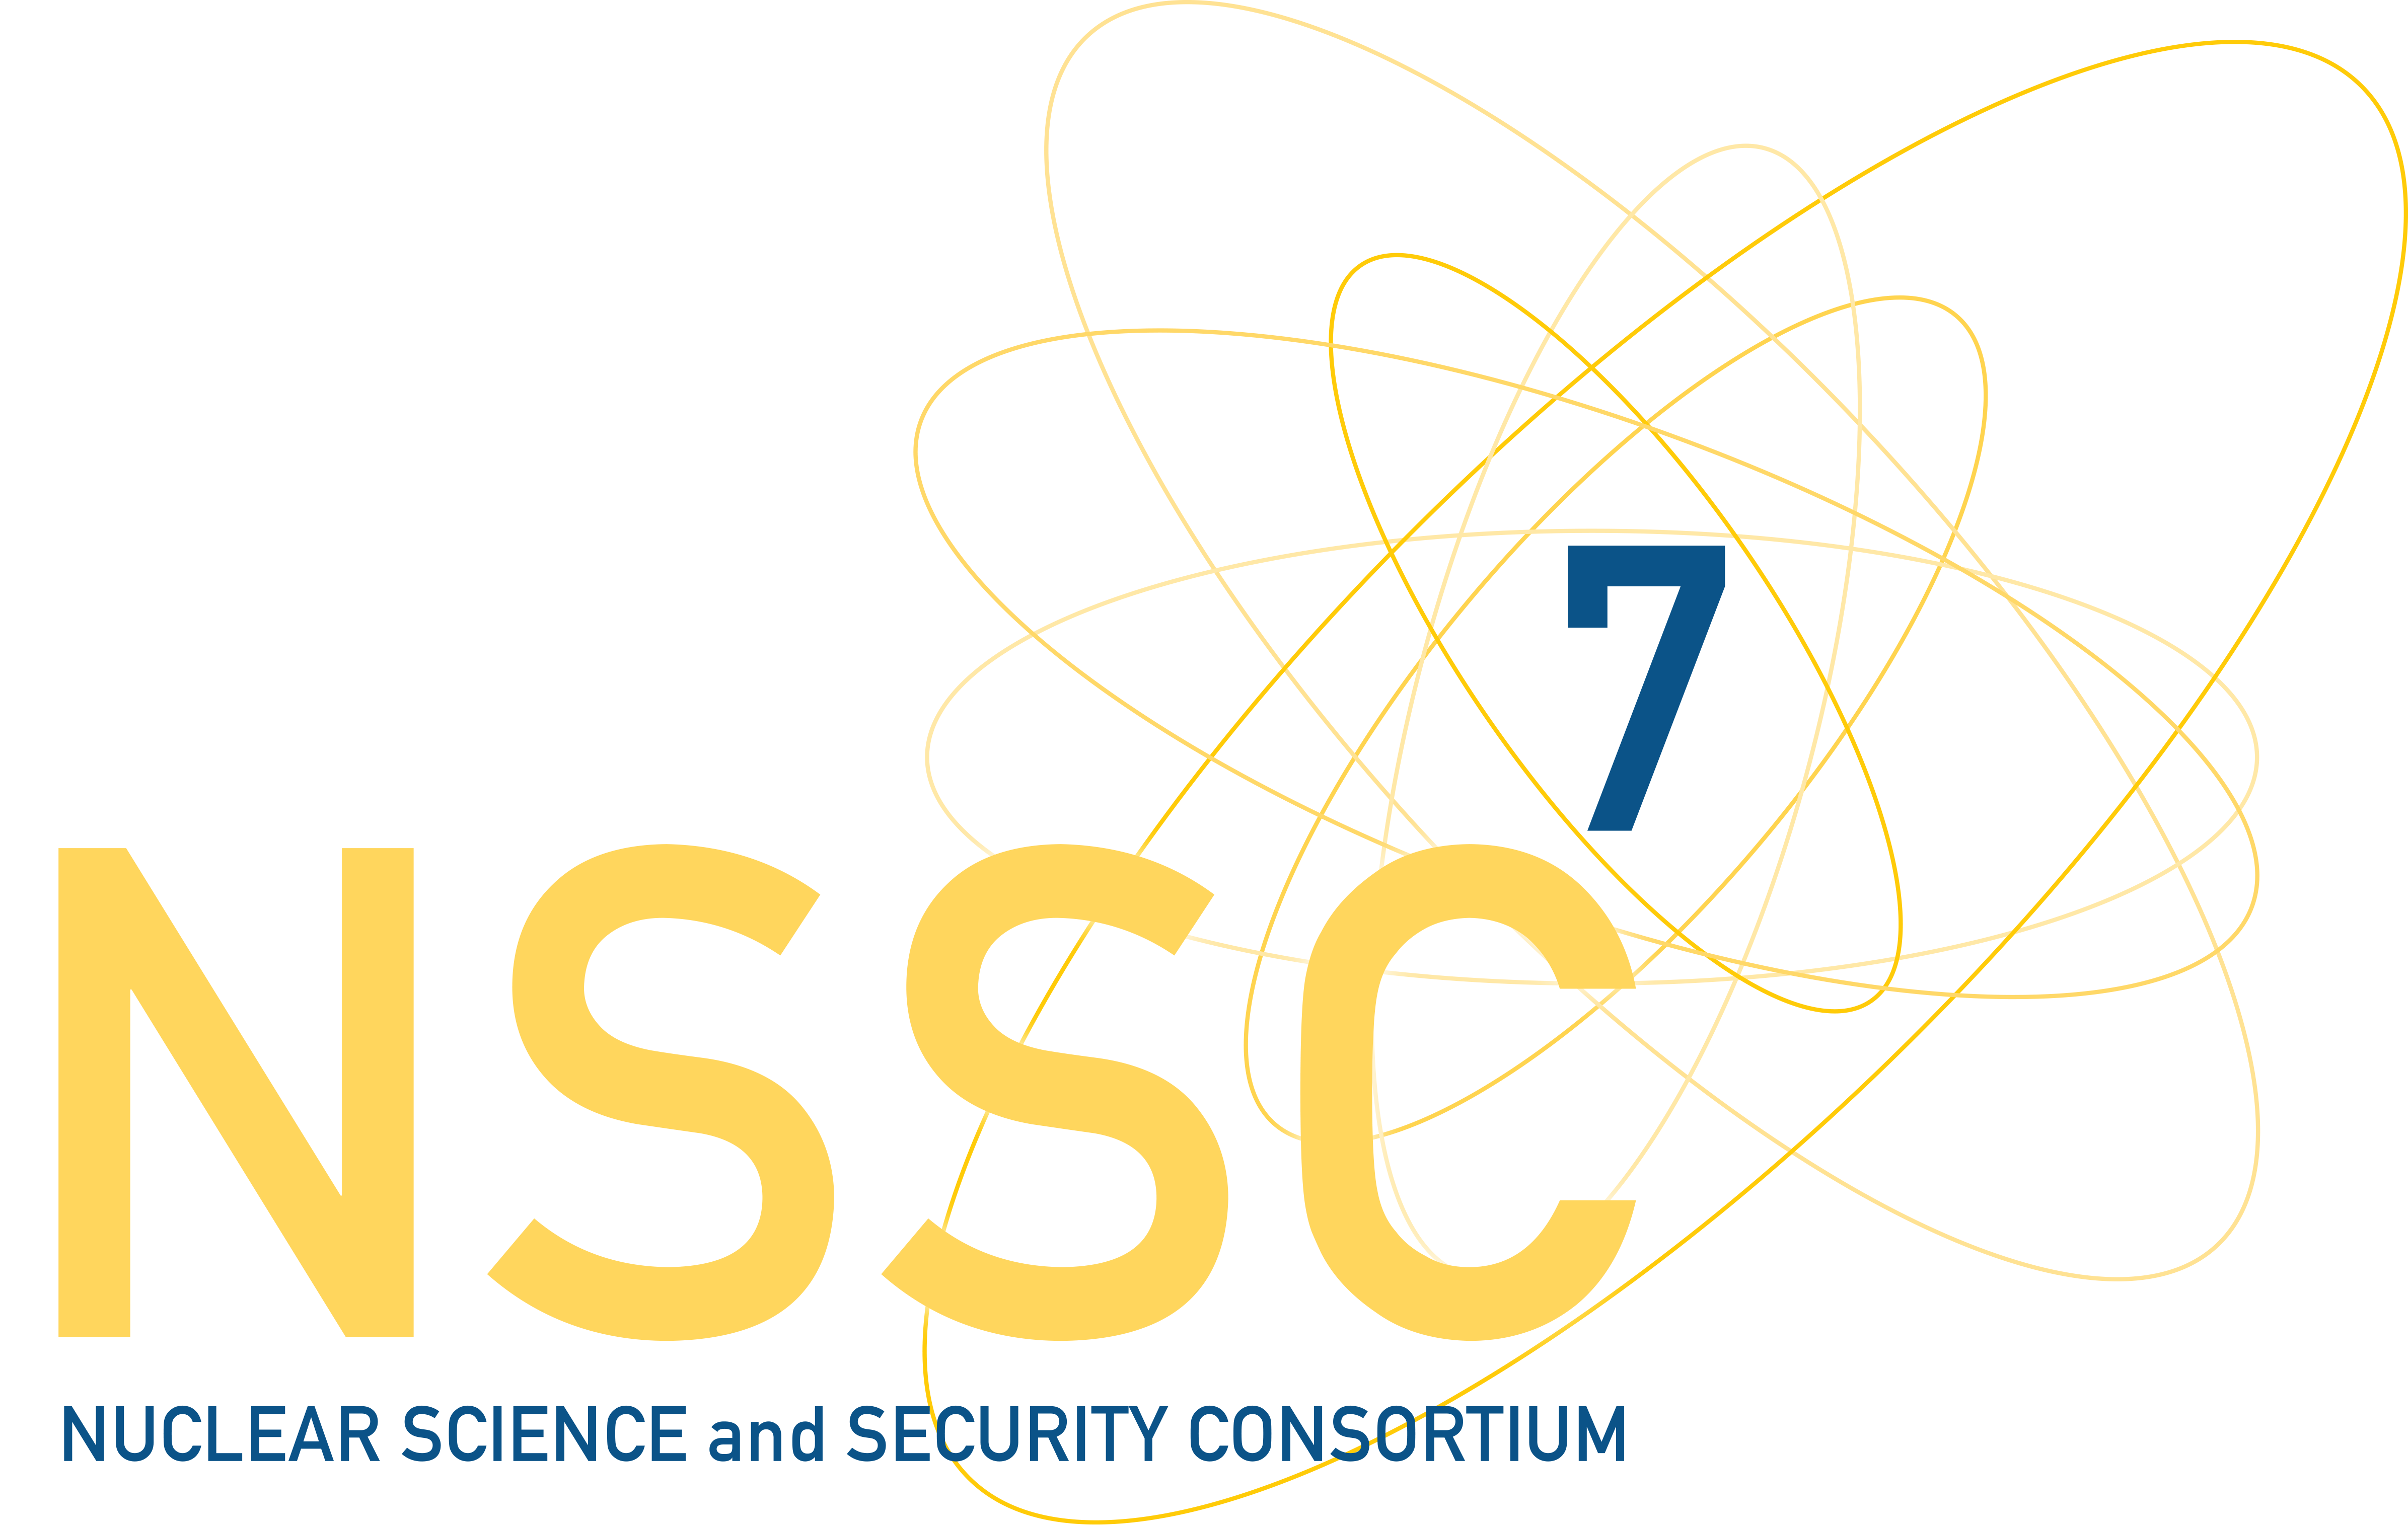 7
NSSC
NUCLEAR SCIENCE and SECURITY CONSORTIUM